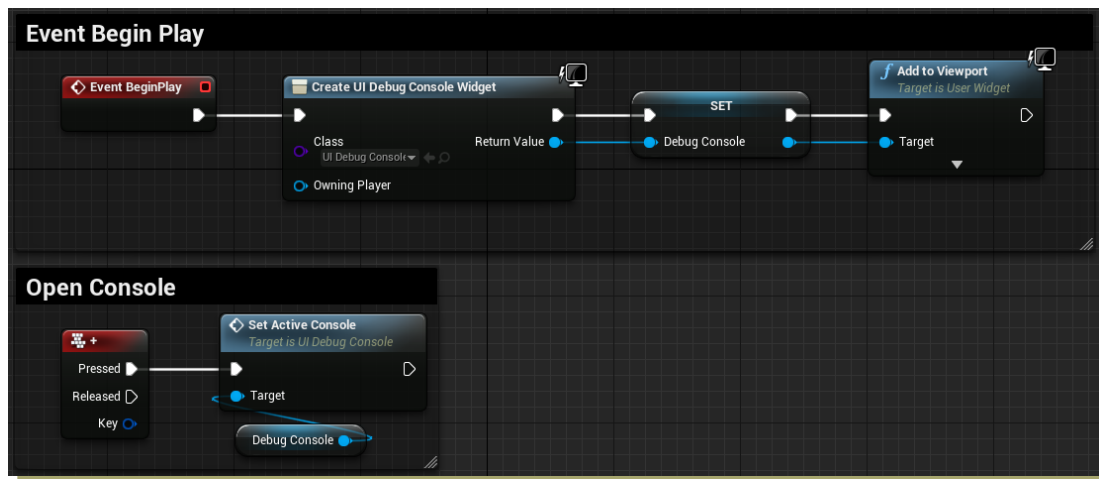 Event Begin Play
Event BeginPlay
Create UI Debug Console Widget
Class
UI Debug Console
Return Value
Owning Player
SET
Debug Console
f Add to Viewport
Target is User Widget
Target
Open Console
+
Pressed
Released
Key
Set Active Console
Target is UI Debug Console
Target
Debug Console